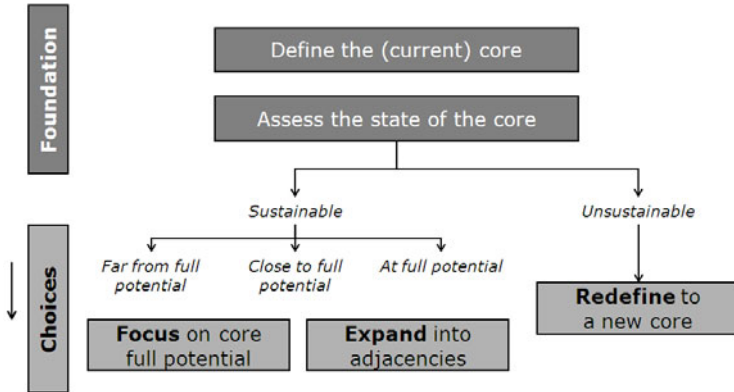 Foundation
Define the (current) core
Assess the state of the core
Sustainable
Unsustainable
Far from full
potential
Close to full
potential
At full potential
Choices
Focus on core
full potential
Expand into
adjacencies
Redefine to
a new core